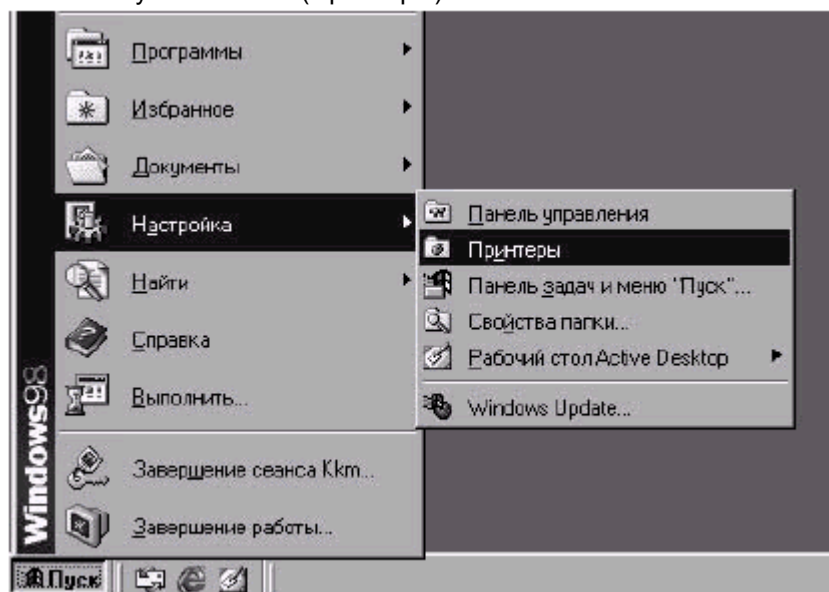 Программы
Избранное
Документы
Настройка
Найти
Справка
Выполнить...
Завершение сеанса Kkm...
Завершение работы...
Панель управления
Принтеры
Панель задач и меню "Пуск"...
Свойства папки...
Рабочий стол Active Desktop
Windows Update...
Windows98
Пуск